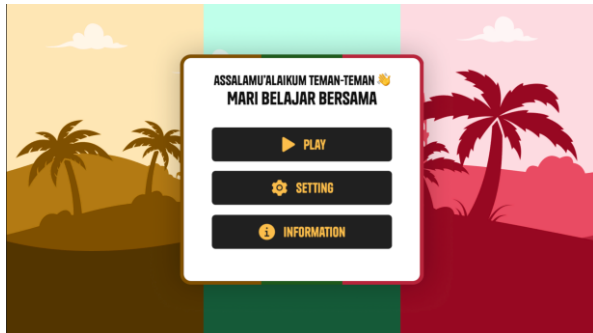 ASSALAMU'ALAIKUM TEMAN-TEMAN 👋
MARI BELAJAR BERSAMA
PLAY
SETTING
INFORMATION